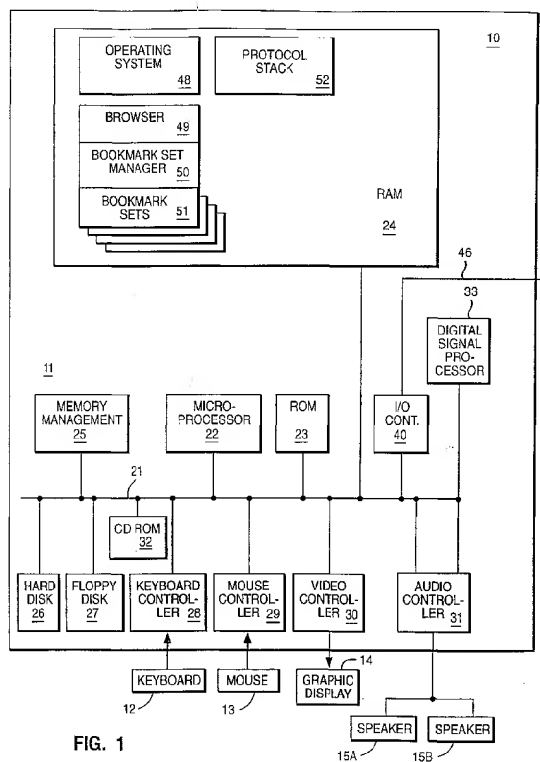 10
OPERATING
SYSTEM
48
PROTOCOL
STACK
52
BROWSER
49
BOOKMARK SET
MANAGER
50
BOOKMARK
SETS
51
RAM
24
46
33
DIGITAL
SIGNAL
PRO-
CESSOR
11
MEMORY
MANAGEMENT
25
MICRO-
PROCESSOR
22
ROM
23
I/O
CONT.
40
21
CD ROM
32
HARD
DISK
26
FLOPPY
DISK
27
KEYBOARD
CONTROL-
LER 28
MOUSE
CONTROL-
LER 29
VIDEO
CONTROL-
LER 30
AUDIO
CONTROL-
LER 31
KEYBOARD
12
MOUSE
13
14
GRAPHIC
DISPLAY
SPEAKER
15A
SPEAKER
15B
FIG. 1